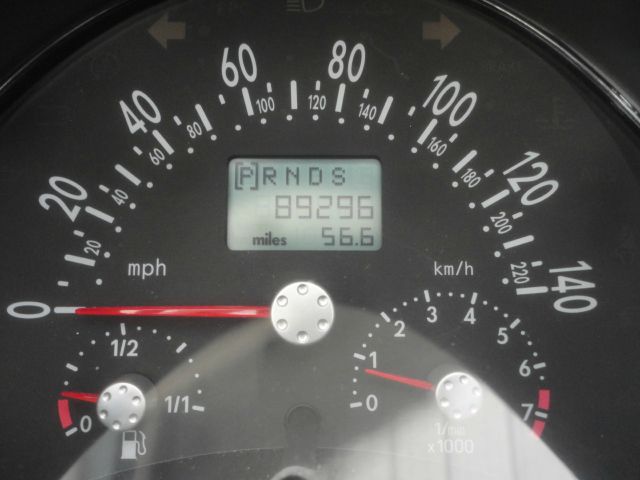 60 80
40 100
100 120 140
80 160
60 180
20 40 [P] R N D S 200 120
20 89296 220
miles 56.6
mph km/h
0 140
1/2 2 3 4 5
1 6
0 1/1 0 7
1/min
x1000